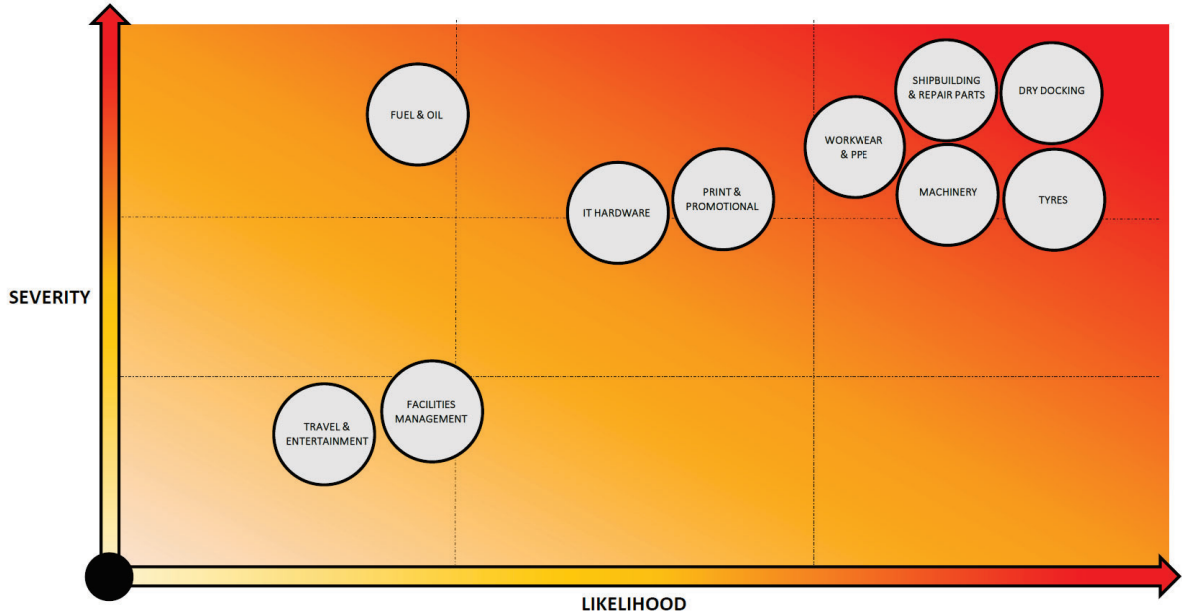 SHIPBUILDING
& REPAIR PARTS
DRY DOCKING
FUEL & OIL
WORKWEAR
& PPE
PRINT &
PROMOTIONAL
MACHINERY
TYRES
IT HARDWARE
SEVERITY
FACILITIES
MANAGEMENT
TRAVEL &
ENTERTAINMENT
LIKELIHOOD